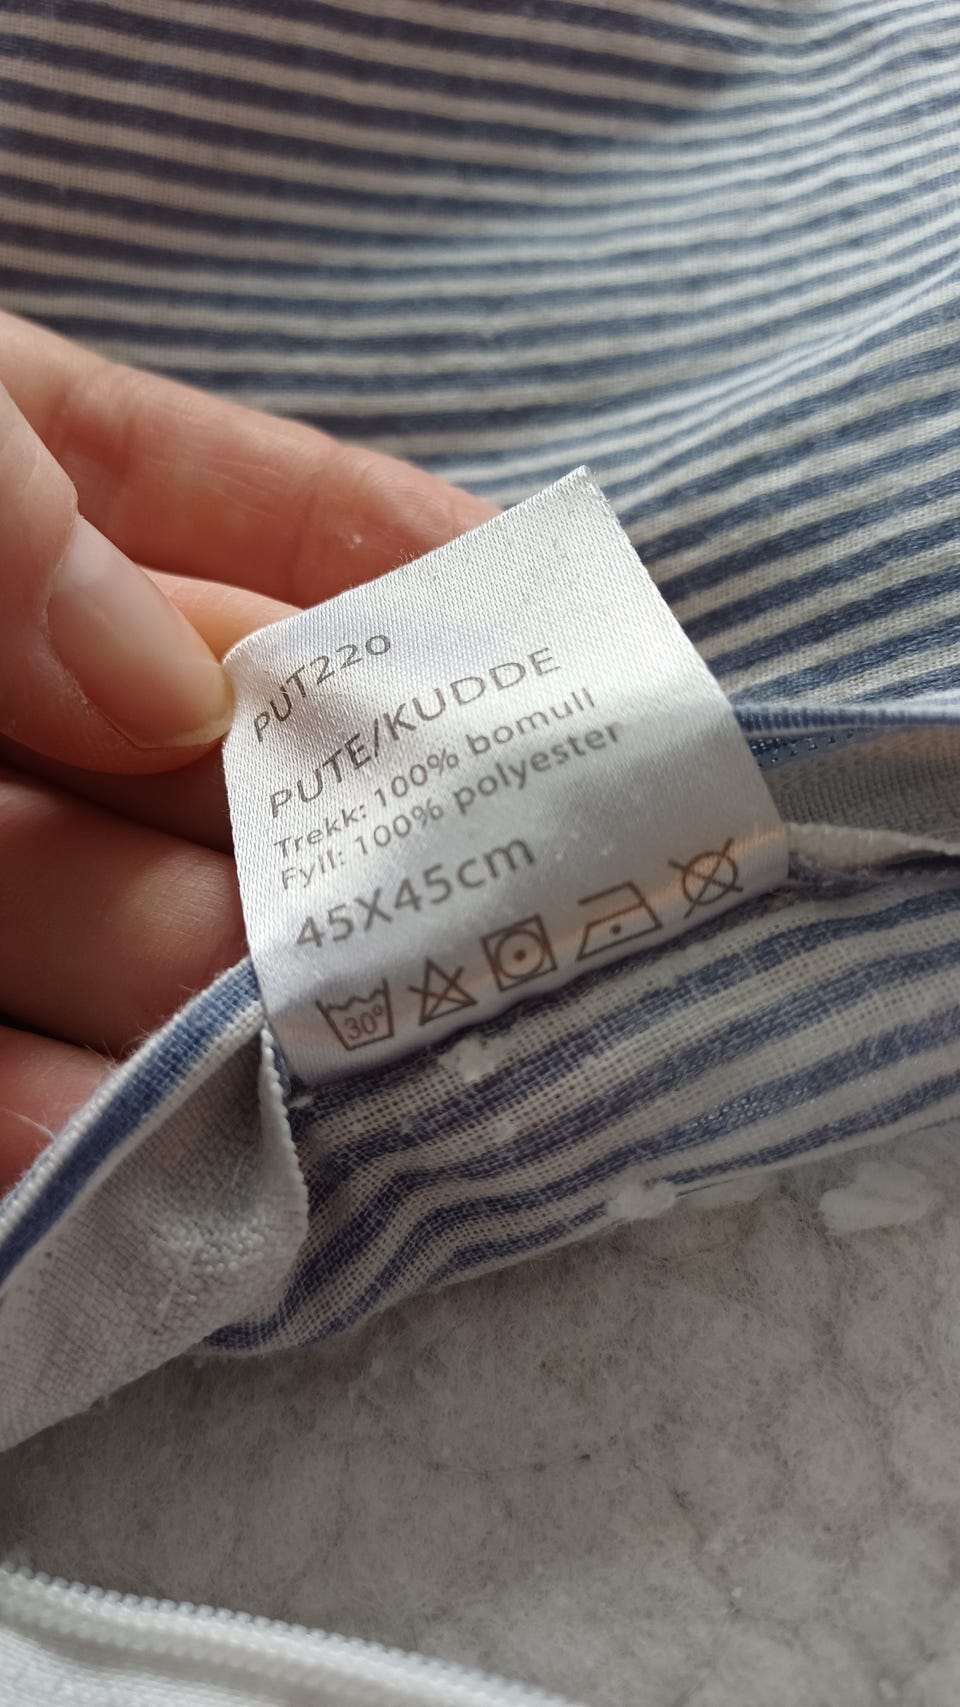 PUT220
PUTE/KUDDE
Trekk: 100% bomull
Fyll: 100% polyester
45X45cm
30°